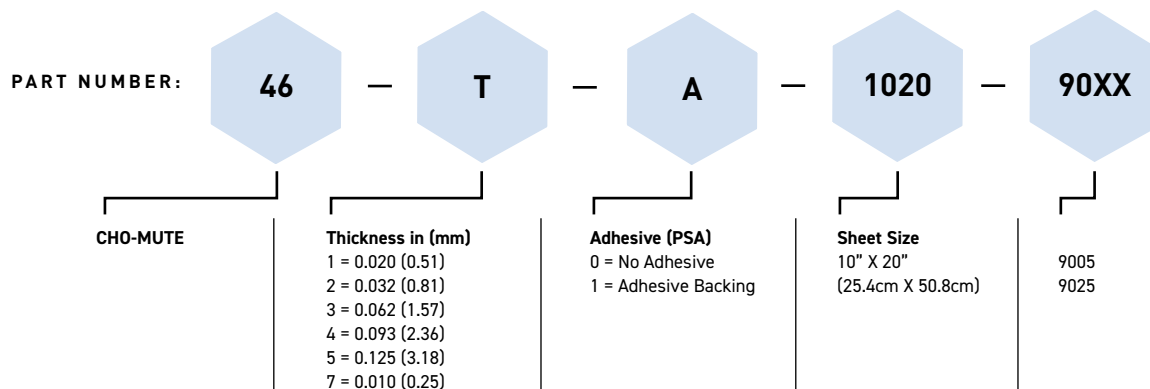 PART NUMBER: 46 — T — A — 1020 — 90XX
CHO-MUTE
Thickness in (mm)
1 = 0.020 (0.51)
2 = 0.032 (0.81)
3 = 0.062 (1.57)
4 = 0.093 (2.36)
5 = 0.125 (3.18)
7 = 0.010 (0.25)
Adhesive (PSA)
0 = No Adhesive
1 = Adhesive Backing
Sheet Size
10” X 20”
(25.4cm X 50.8cm)
9005
9025